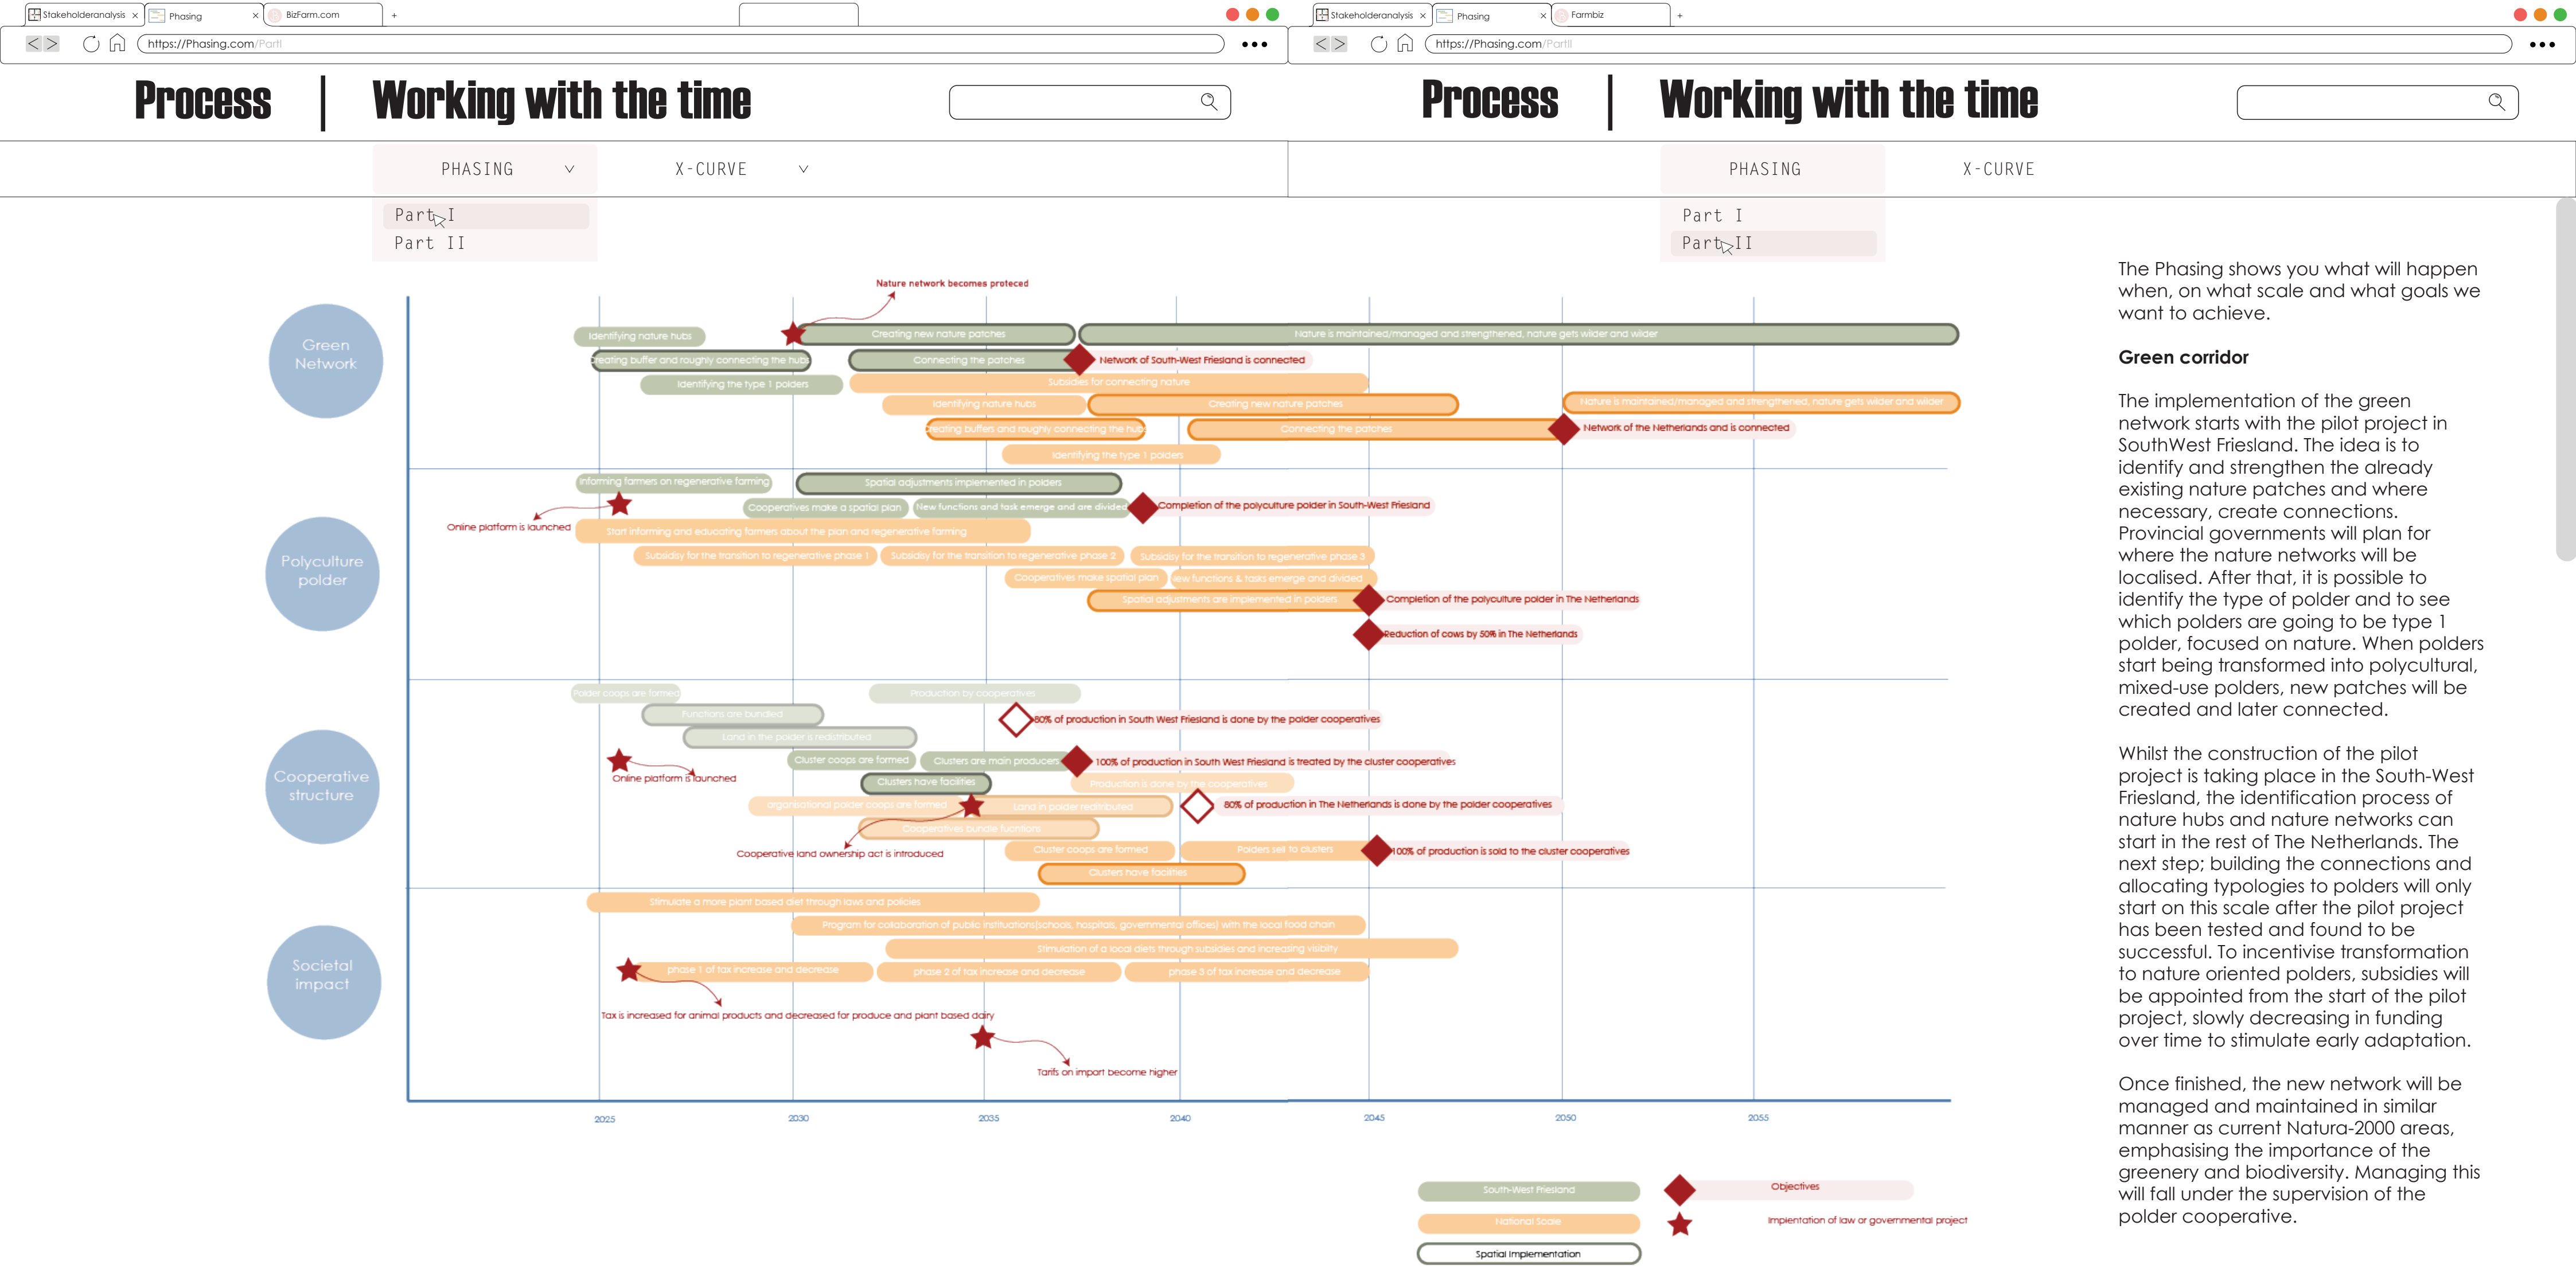 Stakeholderanalysis
Phasing
BizFarm.com
https://Phasing.com/PartI
Process | Working with the time
PHASING
X-CURVE
Part I
Part II
Stakeholderanalysis
Phasing
Farmbiz
https://Phasing.com/PartII
Process | Working with the time
PHASING
X-CURVE
Part I
Part II
Green
Network
Nature network becomes proteced
Identifying nature hubs
Creating new nature patches
Nature is maintained/managed and strengthened, nature gets wilder and wilder
reating buffer and roughly connecting the hubs
Connecting the patches
Network of South-West Friesland is connected
Identifying the type 1 polders
Subsidies for connecting nature
Identifying nature hubs
Creating new nature patches
Nature is maintained/managed and strengthened, nature gets wilder and wilder
reating buffers and roughly connecting the hub
Connecting the patches
Network of the Netherlands and is connected
Identifying the type 1 polders
Polyculture
polder
Informing farmers on regenerative farming
Spatial adjustments implemented in polders
Cooperatives make a spatial plan
New functions and task emerge and are divided
Completion of the polyculture polder in South-West Friesland
Online platform is launched
Start informing and educating farmers about the plan and regenerative farming
Subsidisy for the transition to regenerative phase 1
Subsidisy for the transition to regenerative phase 2
Subsidisy for the transition to regenerative phase 3
Cooperatives make spatial plan
ew functions & tasks emerge and divided
Spatial adjustments are implemented in polders
Completion of the polyculture polder in The Netherlands
Reduction of cows by 50% in The Netherlands
Cooperative
structure
Polder coops are formed
Production by cooperatives
Functions are bundled
80% of production in South West Friesland is done by the polder cooperatives
Land in the polder is redistributed
Cluster coops are formed
Clusters are main producers
100% of production in South West Friesland is treated by the cluster cooperatives
Online platform is launched
Clusters have facilities
Production is done by the cooperatives
organisational polder coops are formed
Land in polder redistributed
80% of production in The Netherlands is done by the polder cooperatives
Cooperatives bundle fucntions
Cooperative land ownership act is introduced
Cluster coops are formed
Polders sell to clusters
100% of production is sold to the cluster cooperatives
Clusters have facilities
Societal
impact
Stimulate a more plant based diet through laws and policies
Program for collaboration of public institutions(schools, hospitals, governmental offices) with the local food chain
Stimulation of a local diets through subsidies and increasing visibilty
phase 1 of tax increase and decrease
phase 2 of tax increase and decrease
phase 3 of tax increase and decrease
Tax is increased for animal products and decreased for produce and plant based dairy
Tarifs on import become higher
2025
2030
2035
2040
2045
2050
2055
South-West Friesland
Objectives
National Scale
Implentation of law or governmental project
Spatial Implementation
The Phasing shows you what will happen
when, on what scale and what goals we
want to achieve.
Green corridor
The implementation of the green
network starts with the pilot project in
SouthWest Friesland. The idea is to
identify and strengthen the already
existing nature patches and where
necessary, create connections.
Provincial governments will plan for
where the nature networks will be
localised. After that, it is possible to
identify the type of polder and to see
which polders are going to be type 1
polder, focused on nature. When polders
start being transformed into polycultural,
mixed-use polders, new patches will be
created and later connected.
Whilst the construction of the pilot
project is taking place in the South-West
Friesland, the identification process of
nature hubs and nature networks can
start in the rest of The Netherlands. The
next step; building the connections and
allocating typologies to polders will only
start on this scale after the pilot project
has been tested and found to be
successful. To incentivise transformation
to nature oriented polders, subsidies will
be appointed from the start of the pilot
project, slowly decreasing in funding
over time to stimulate early adaptation.
Once finished, the new network will be
managed and maintained in similar
manner as current Natura-2000 areas,
emphasising the importance of the
greenery and biodiversity. Managing this
will fall under the supervision of the
polder cooperative.